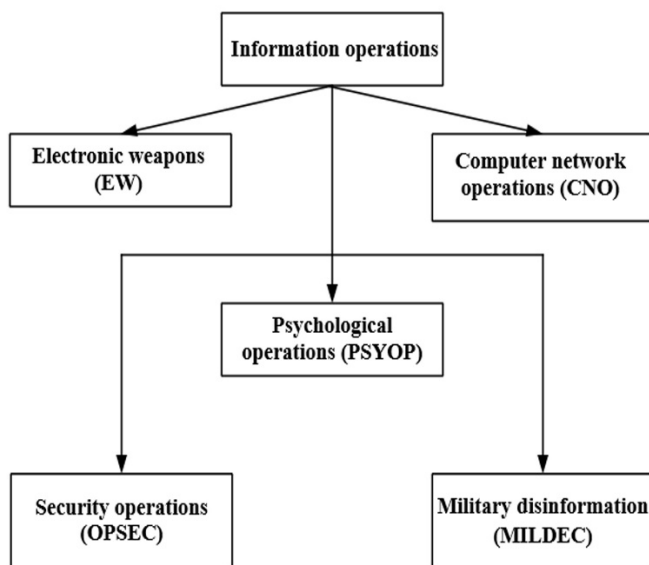 Information operations
Electronic weapons
(EW)
Computer network
operations (CNO)
Psychological
operations (PSYOP)
Security operations
(OPSEC)
Military disinformation
(MILDEC)